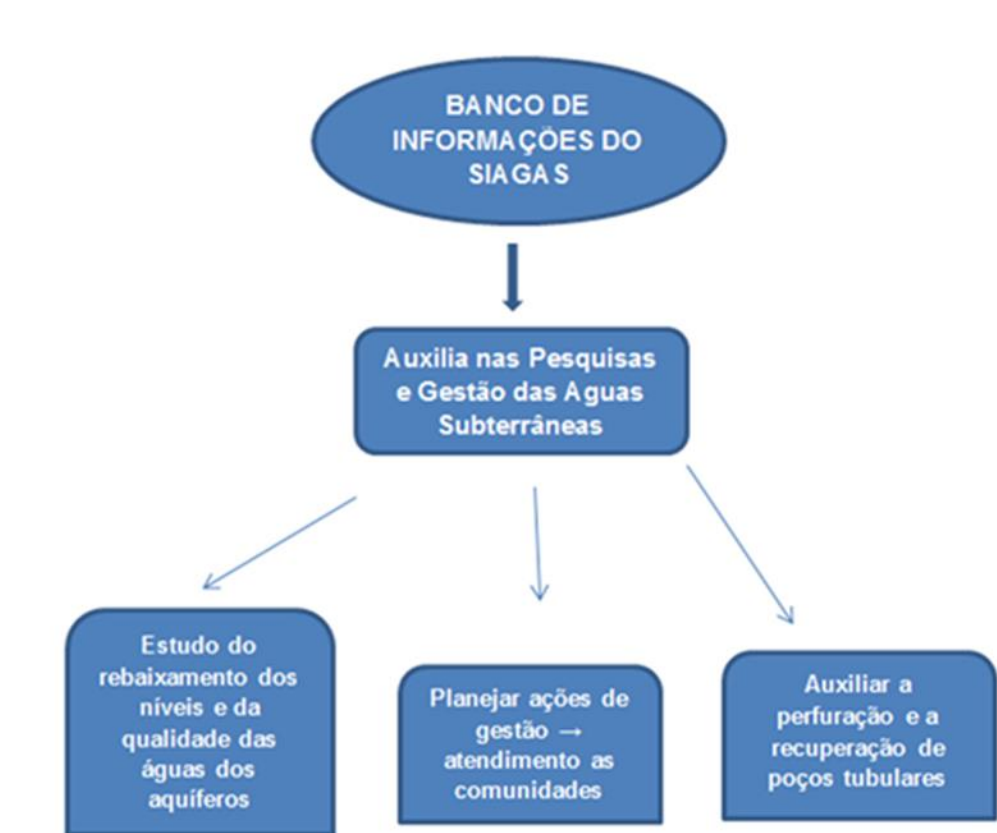 BANCO DE
INFORMAÇÕES DO
SIAGAS
Auxilia nas Pesquisas
e Gestão das Aguas
Subterrâneas
Estudo do
rebaixamento dos
níveis e da
qualidade das
águas dos
aquíferos
Planejar ações de
gestão →
atendimento as
comunidades
Auxiliar a
perfuração e a
recuperação de
poços tubulares